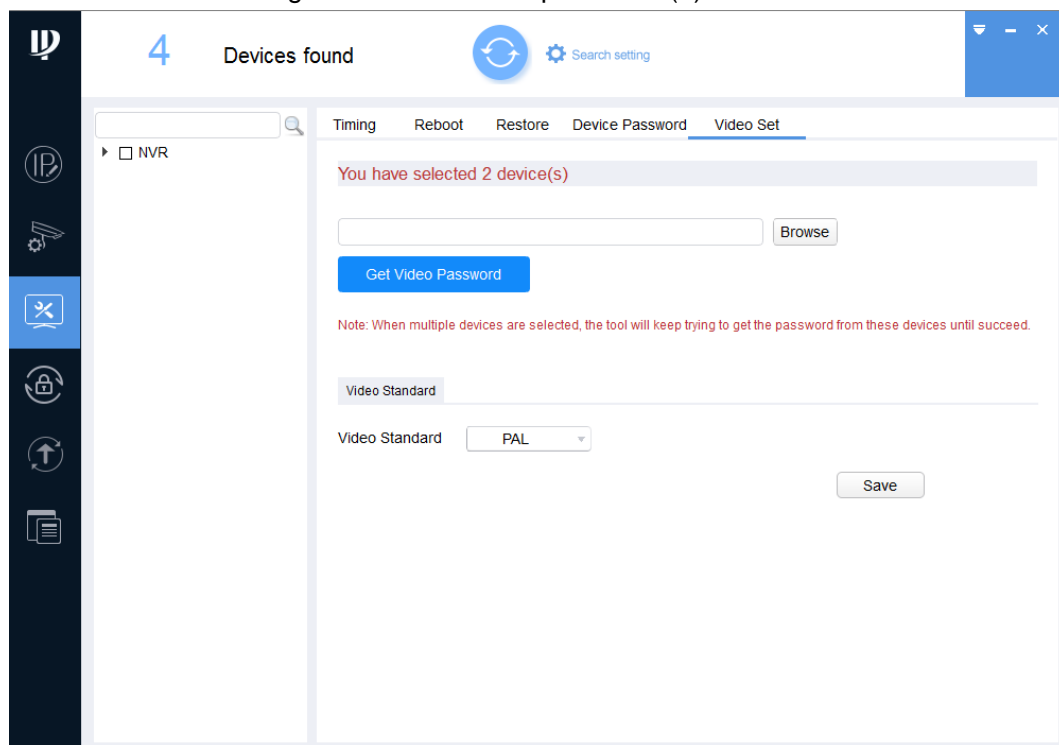 4 Devices found Search setting
Timing Reboot Restore Device Password Video Set
NVR
You have selected 2 device(s)
Browse
Get Video Password
Note: When multiple devices are selected, the tool will keep trying to get the password from these devices until succeed.
Video Standard
Video Standard PAL
Save